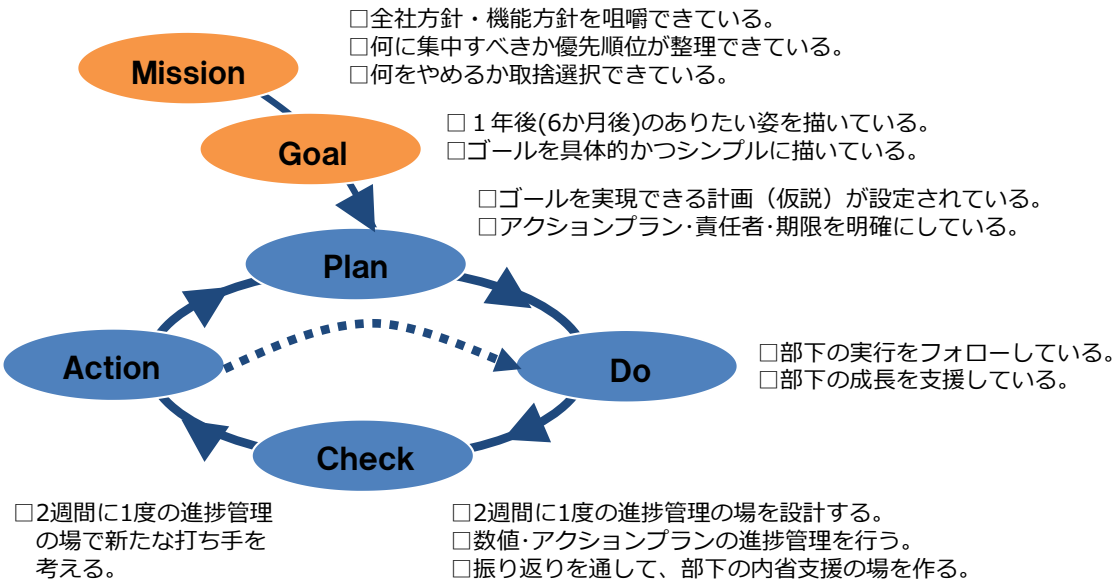 □全社方針・機能方針を咀嚼できている。
□何に集中すべきか優先順位が整理できている。
□何をやめるか取捨選択できている。
Mission
□１年後(6か月後)のありたい姿を描いている。
□ゴールを具体的かつシンプルに描いている。
Goal
□ゴールを実現できる計画（仮説）が設定されている。
□アクションプラン･責任者･期限を明確にしている。
Plan
Action
Do
□部下の実行をフォローしている。
□部下の成長を支援している。
Check
□2週間に1度の進捗管理
の場で新たな打ち手を
考える。
□2週間に1度の進捗管理の場を設計する。
□数値･アクションプランの進捗管理を行う。
□振り返りを通して、部下の内省支援の場を作る。